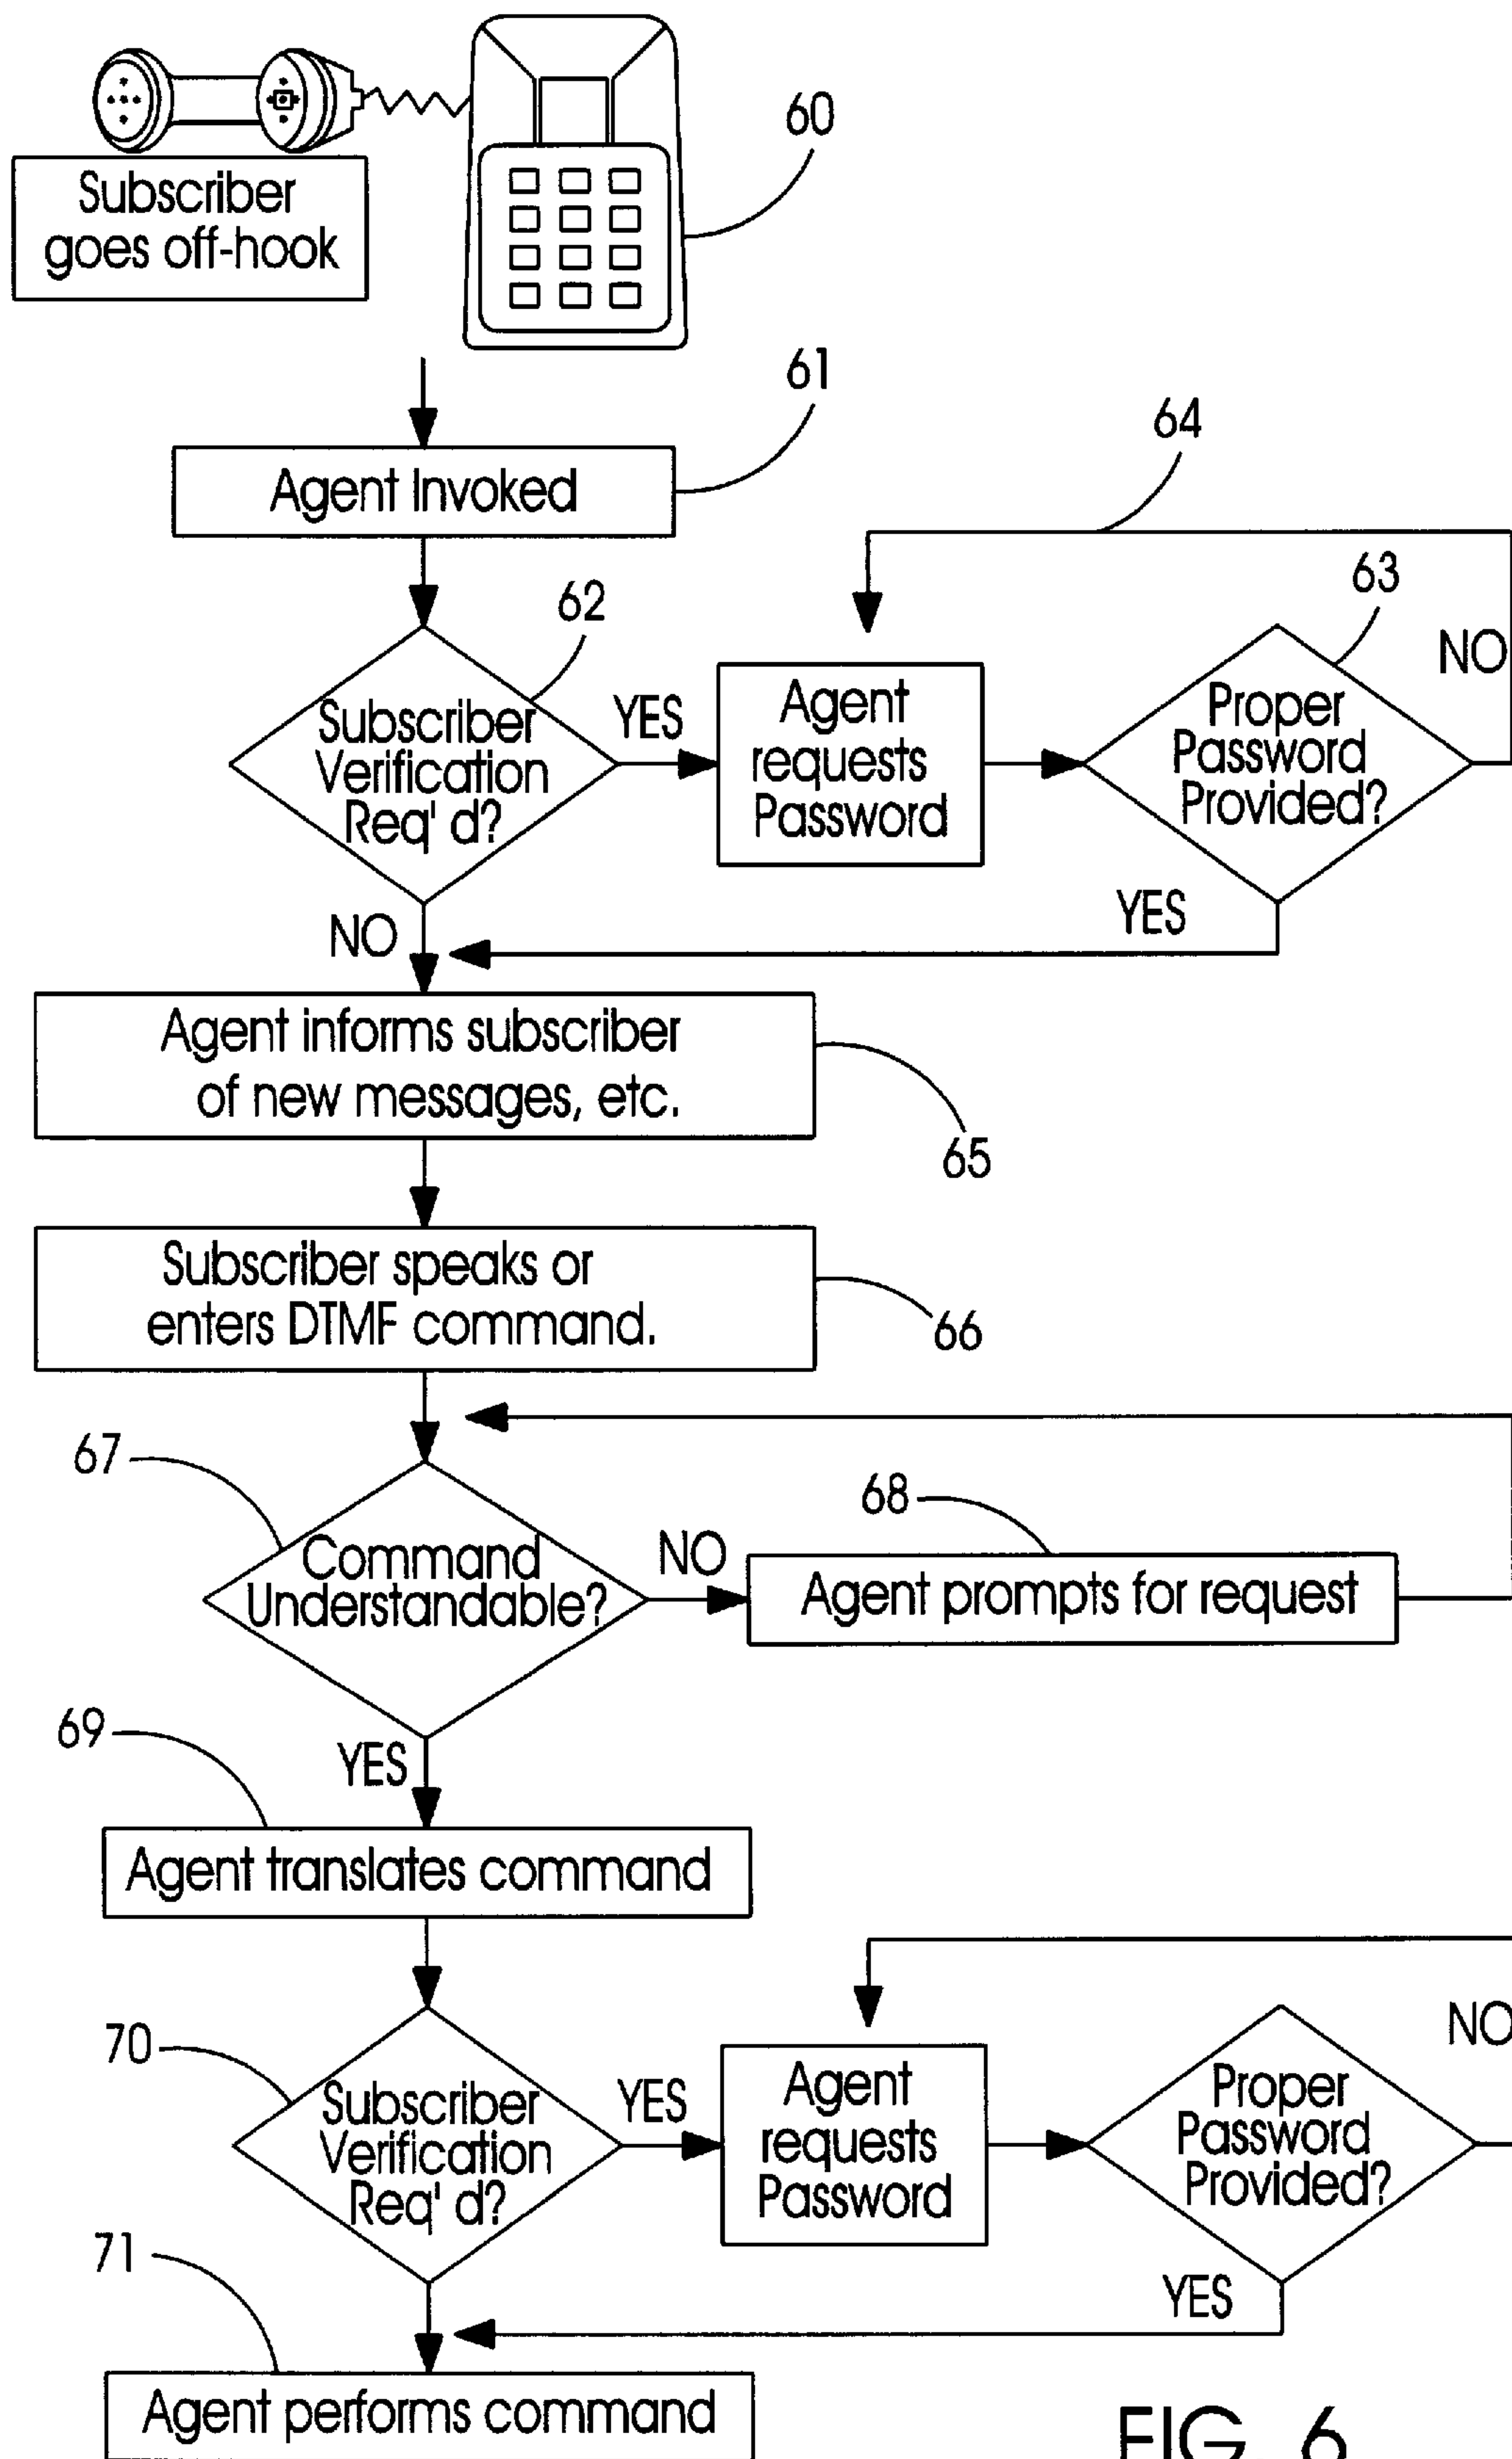 60
Subscriber
goes off-hook
61
Agent Invoked
64
62
63
NO
Subscriber
Verification
Req' d?
YES
Agent
requests
Password
Proper
Password
Provided?
YES
NO
Agent informs subscriber
of new messages, etc.
65
Subscriber speaks or
enters DTMF command.
66
67
68
Command
Understandable?
NO
Agent prompts for request
69
YES
Agent translates command
70
NO
Subscriber
Verification
Req' d?
YES
Agent
requests
Password
Proper
Password
Provided?
71
YES
Agent performs command
FIG. 6